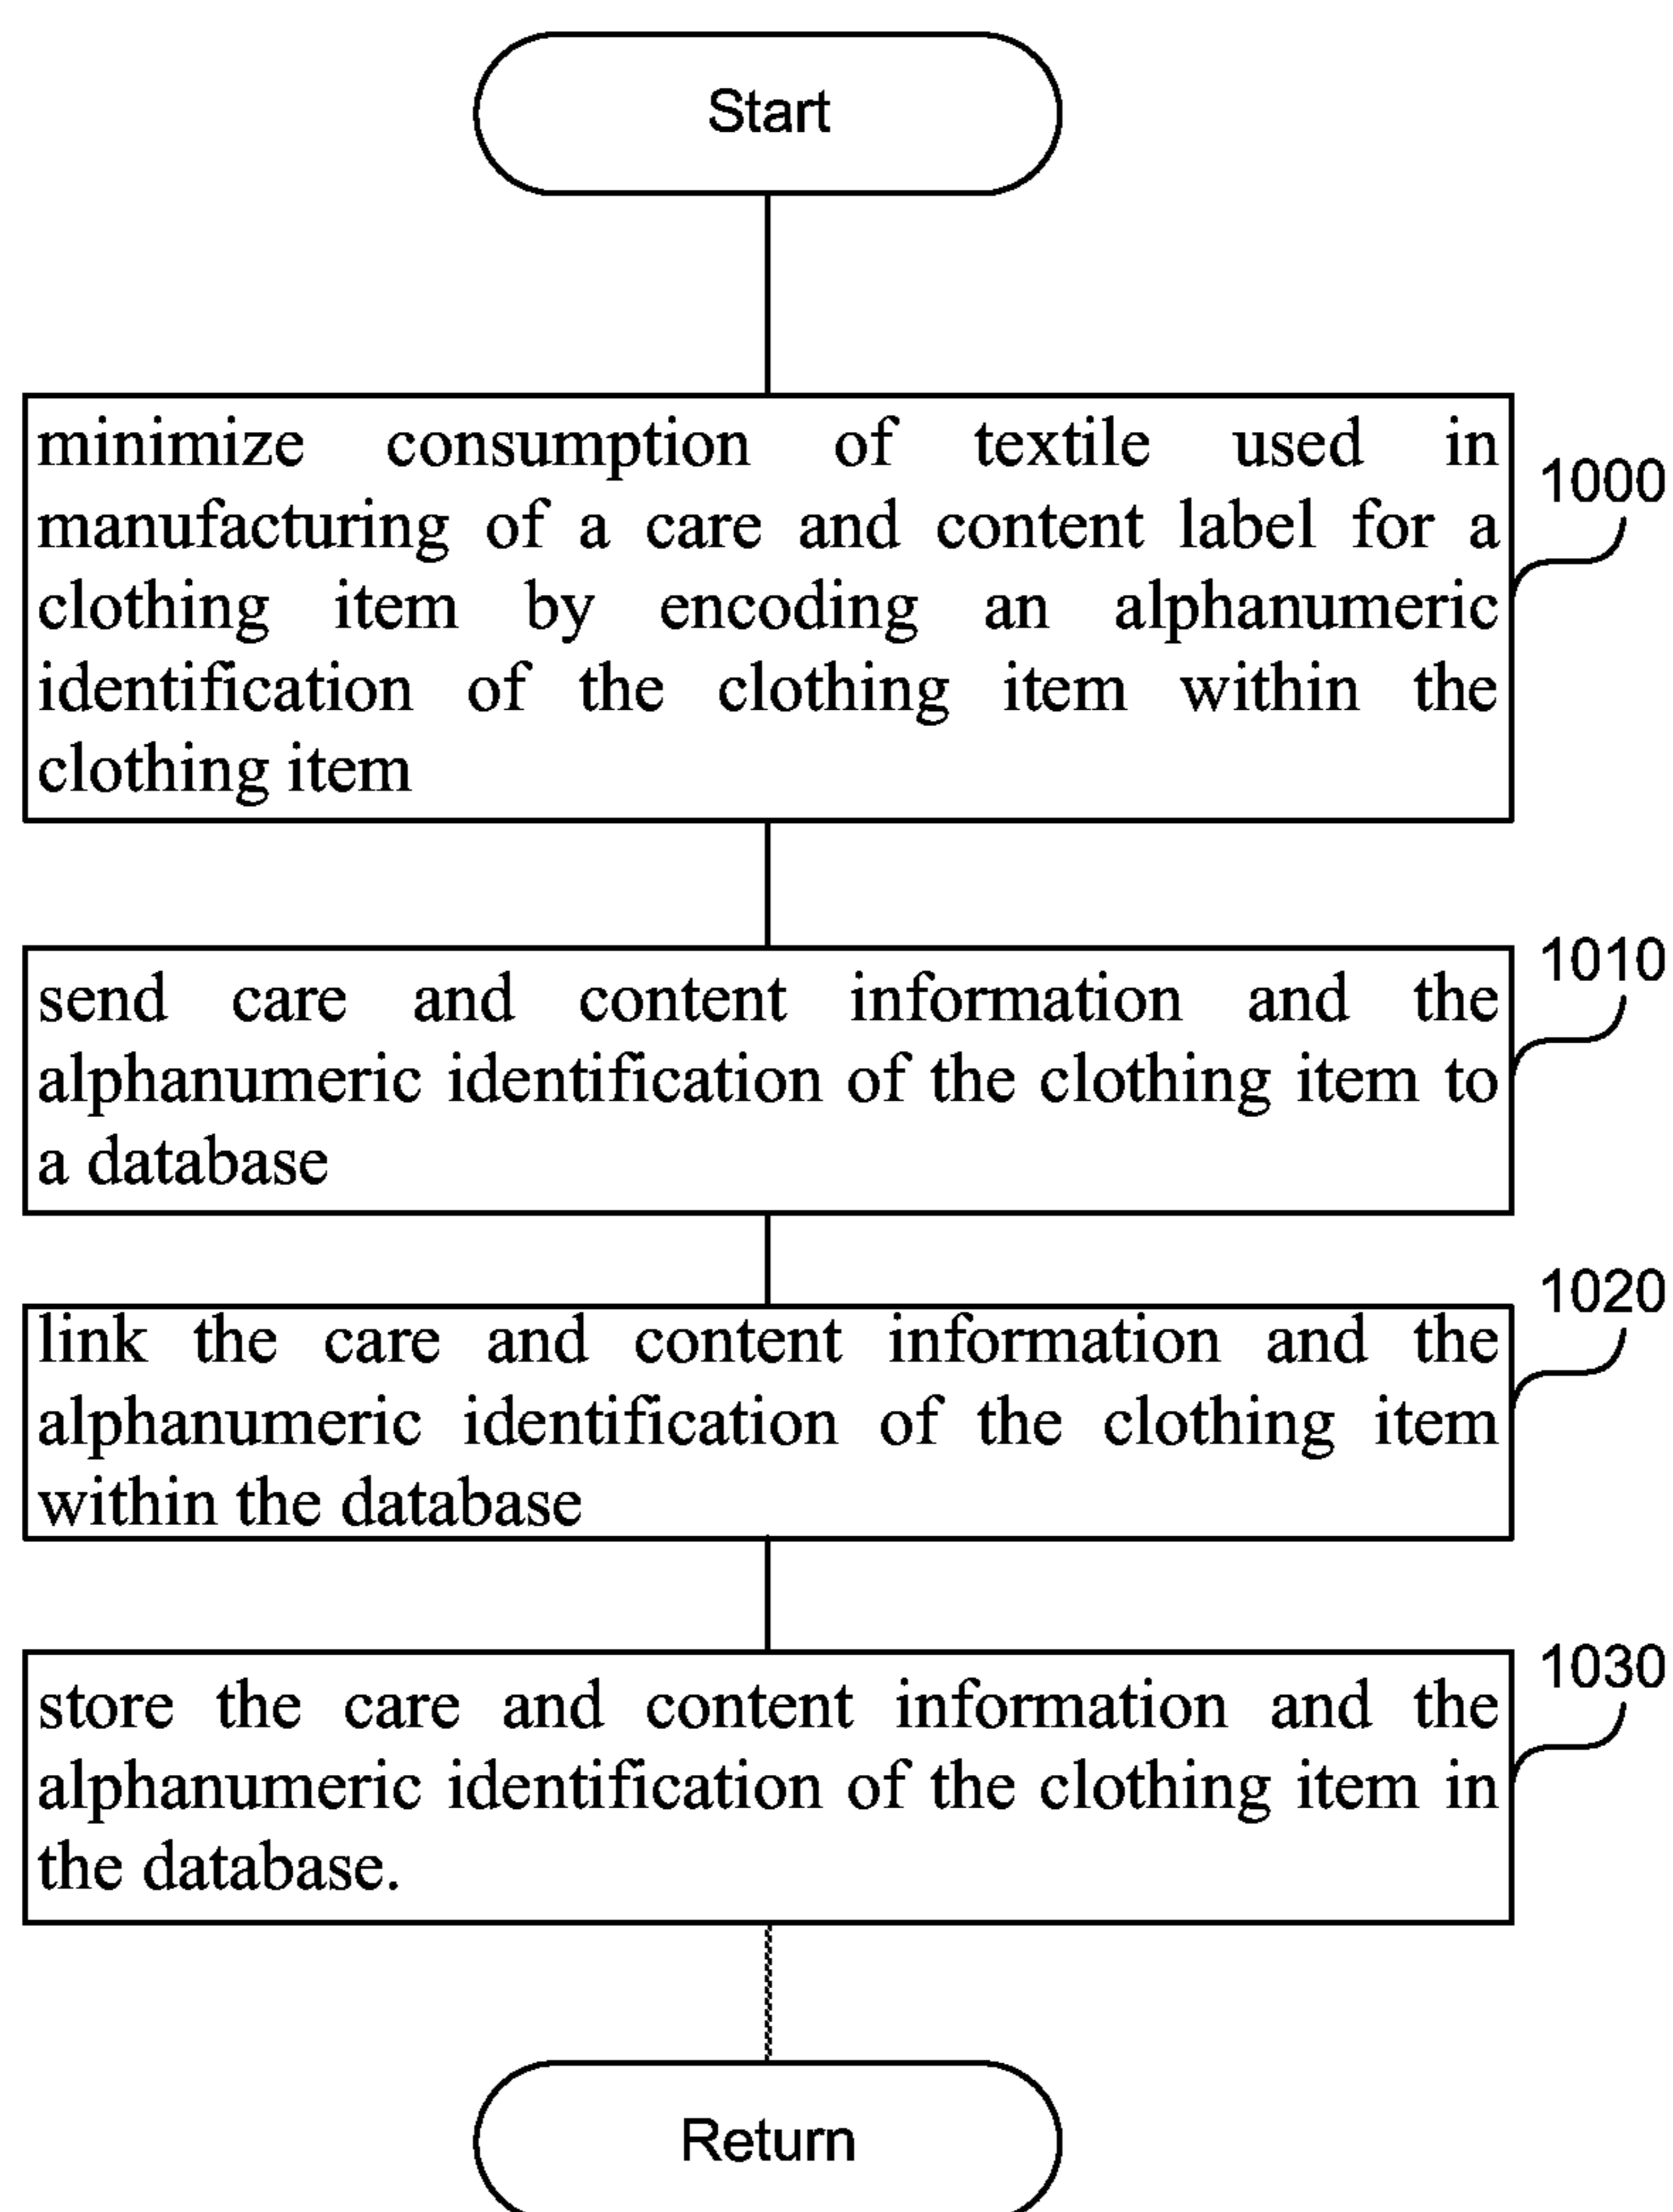 Start
minimize consumption of textile used in
manufacturing of a care and content label for a
clothing item by encoding an alphanumeric
identification of the clothing item within the
clothing item
1000
send care and content information and the
alphanumeric identification of the clothing item to
a database
1010
link the care and content information and the
alphanumeric identification of the clothing item
within the database
1020
store the care and content information and the
alphanumeric identification of the clothing item in
the database.
1030
Return